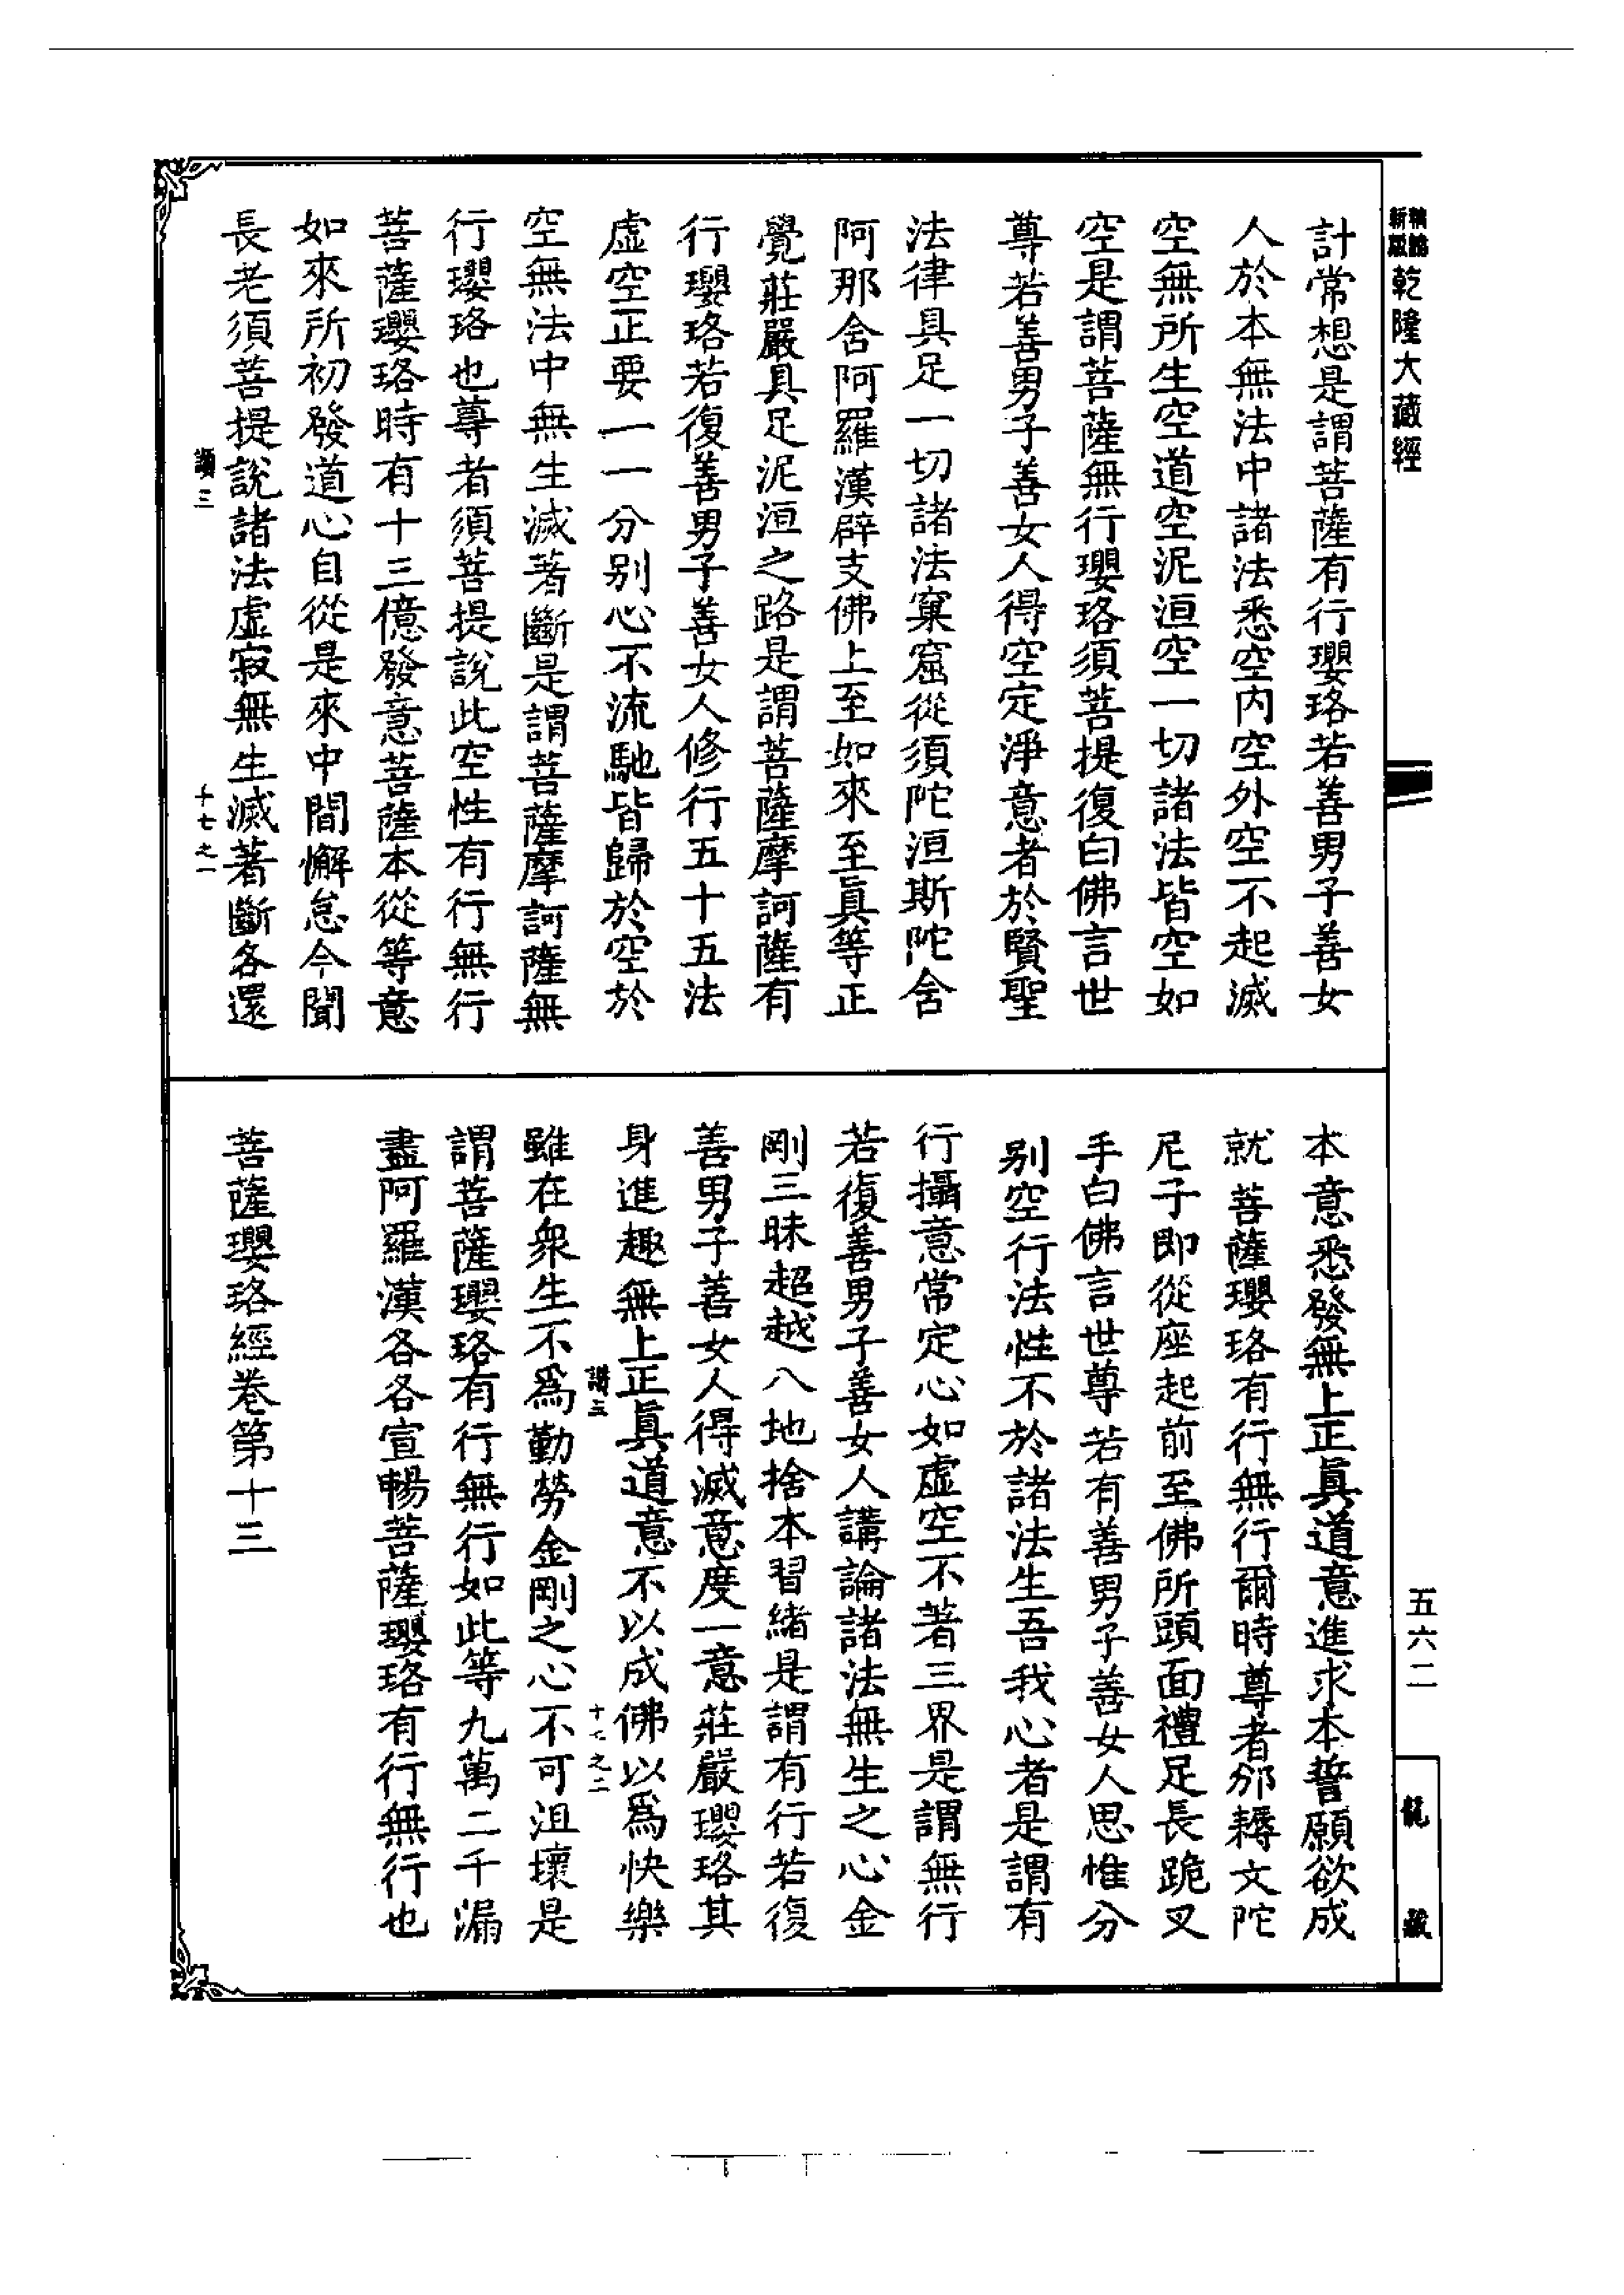 乾隆大藏經
計常想是謂菩薩有行瓔珞若善男子善女
人於本無法中諸法悉空內空外空不起滅
空無所生空道空泥洹空一切諸法皆空如
空是謂菩薩無行瓔珞須菩提復白佛言世
尊若善男子善女人得空定淨意者於賢聖
法律具足一切諸法窠窟從須陀洹斯陀舍
阿那舍阿羅漢辟支佛上至如來至眞等正
覺莊嚴具足泥洹之路是謂菩薩摩訶薩有
行瓔珞若復善男子善女人修行五十五法
虛空正要一一分別心不流馳皆歸於空於
空無法中無生滅著斷是謂菩薩摩訶薩無
行瓔珞也尊者須菩提說此空性有行無行
菩薩瓔珞時有十三億發意菩薩本從等意
如來所初發道心自從是來中間懈怠今聞
長老須菩提說諸法虛寂無生滅著斷各還
十七之一
本意悉發無上正眞道意進求本誓願欲成
就菩薩瓔珞有行無行爾時尊者邠耨文陀
尼子即從座起前至佛所頭面禮足長跪叉
手白佛言世尊若有善男子善女人思惟分
別空行法性不於諸法生吾我心者是謂有
行攝意常定心如虛空不著三界是謂無行
若復善男子善女人講論諸法無生之心金
剛三昧超越八地捨本習緒是謂有行若復
善男子善女人得滅意度一意莊嚴瓔珞其
身進趣無上正眞道意不以成佛以爲快樂
十七之二
雖在衆生不爲勤勞金剛之心不可沮壞是
謂菩薩瓔珞有行無行如此等九萬二千漏
盡阿羅漢各各宣暢菩薩瓔珞有行無行也
菩薩瓔珞經卷第十三
五六二
龍藏